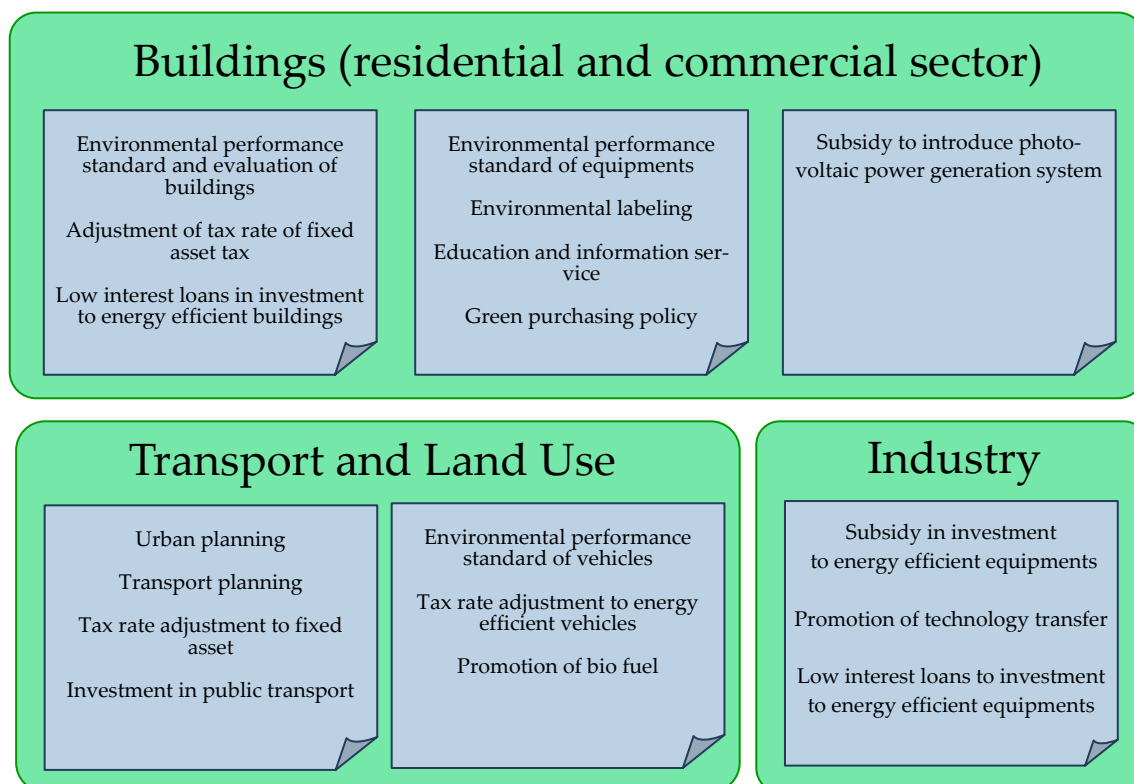 Buildings (residential and commercial sector)
Environmental performance
standard and evaluation of
buildings
Adjustment of tax rate of fixed
asset tax
Low interest loans in investment
to energy efficient buildings
Environmental performance
standard of equipments
Environmental labeling
Education and information ser-
vice
Green purchasing policy
Subsidy to introduce photo-
voltaic power generation system
Transport and Land Use
Urban planning
Transport planning
Tax rate adjustment to fixed
asset
Investment in public transport
Environmental performance
standard of vehicles
Tax rate adjustment to energy
efficient vehicles
Promotion of bio fuel
Industry
Subsidy in investment
to energy efficient equipments
Promotion of technology transfer
Low interest loans to investment
to energy efficient equipments